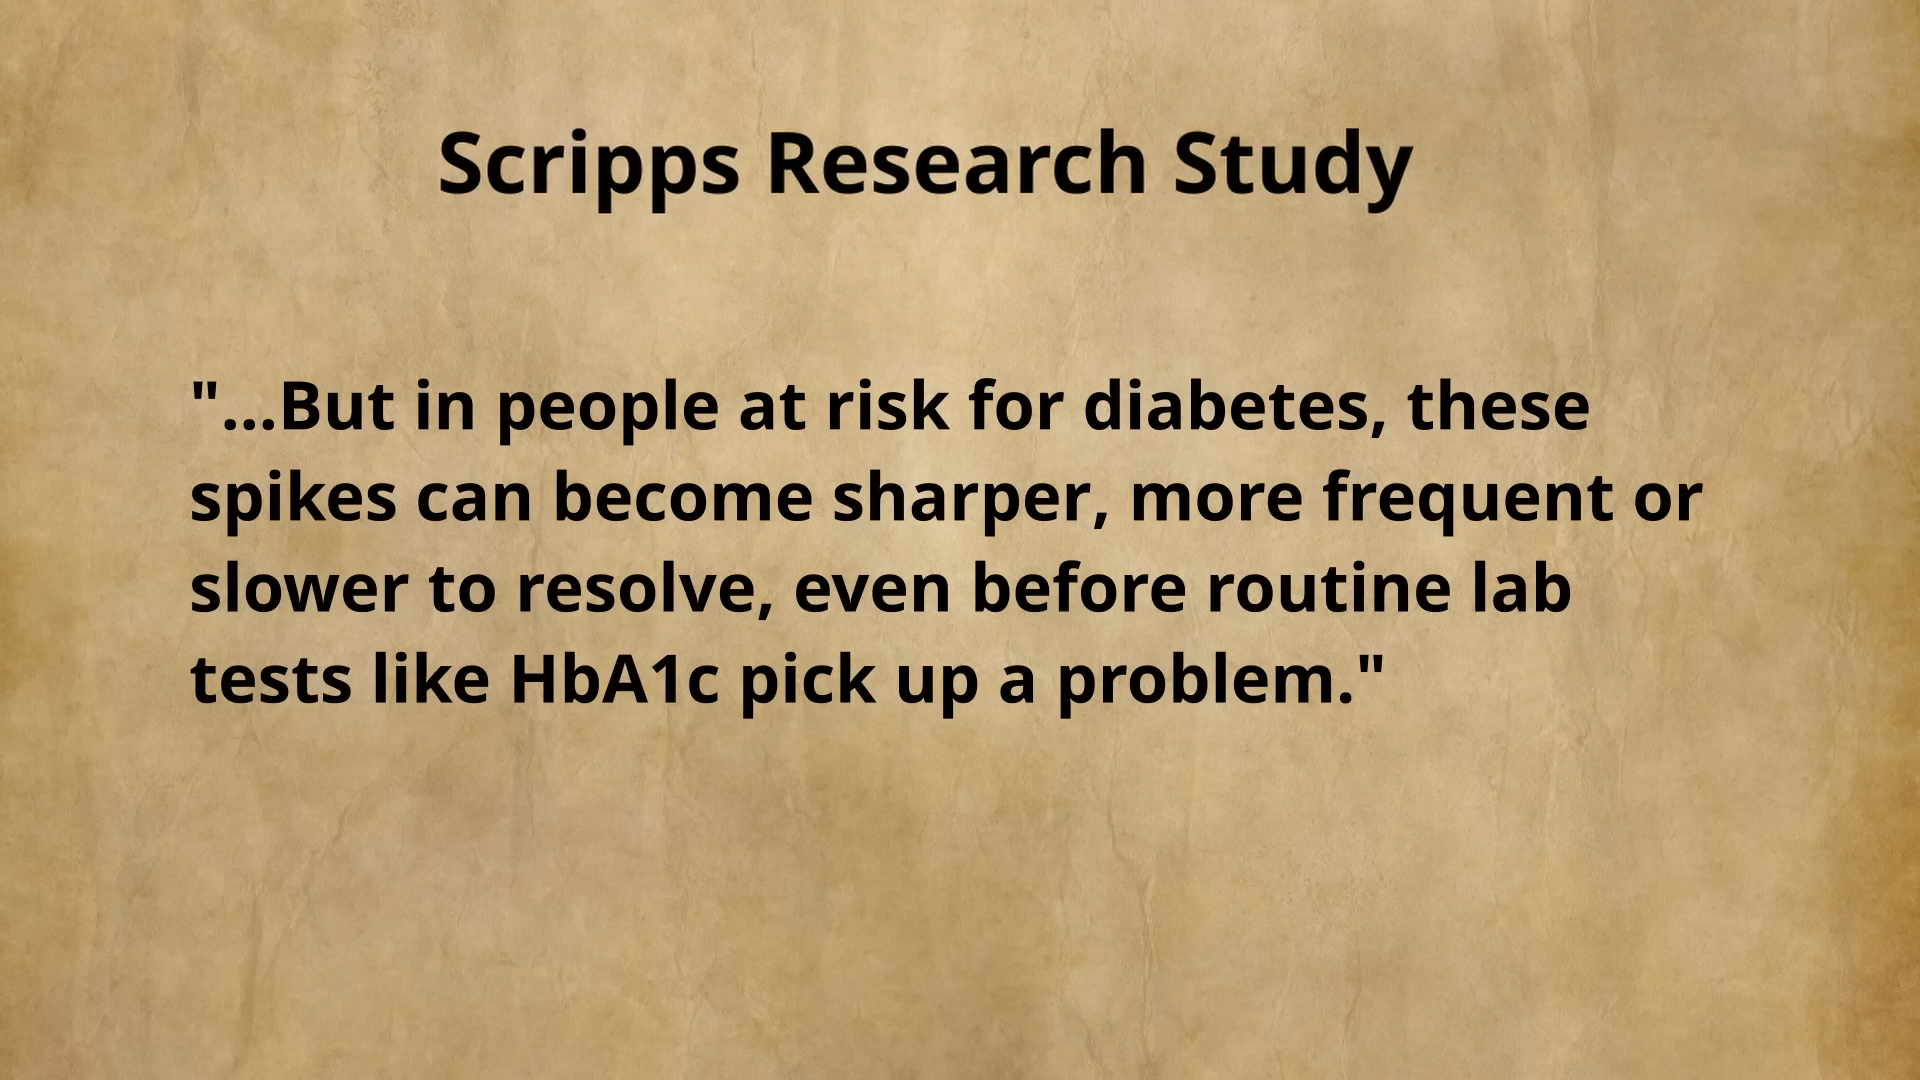 Scripps Research Study
"...But in people at risk for diabetes, these
spikes can become sharper, more frequent or
slower to resolve, even before routine lab
tests like HbA1c pick up a problem."